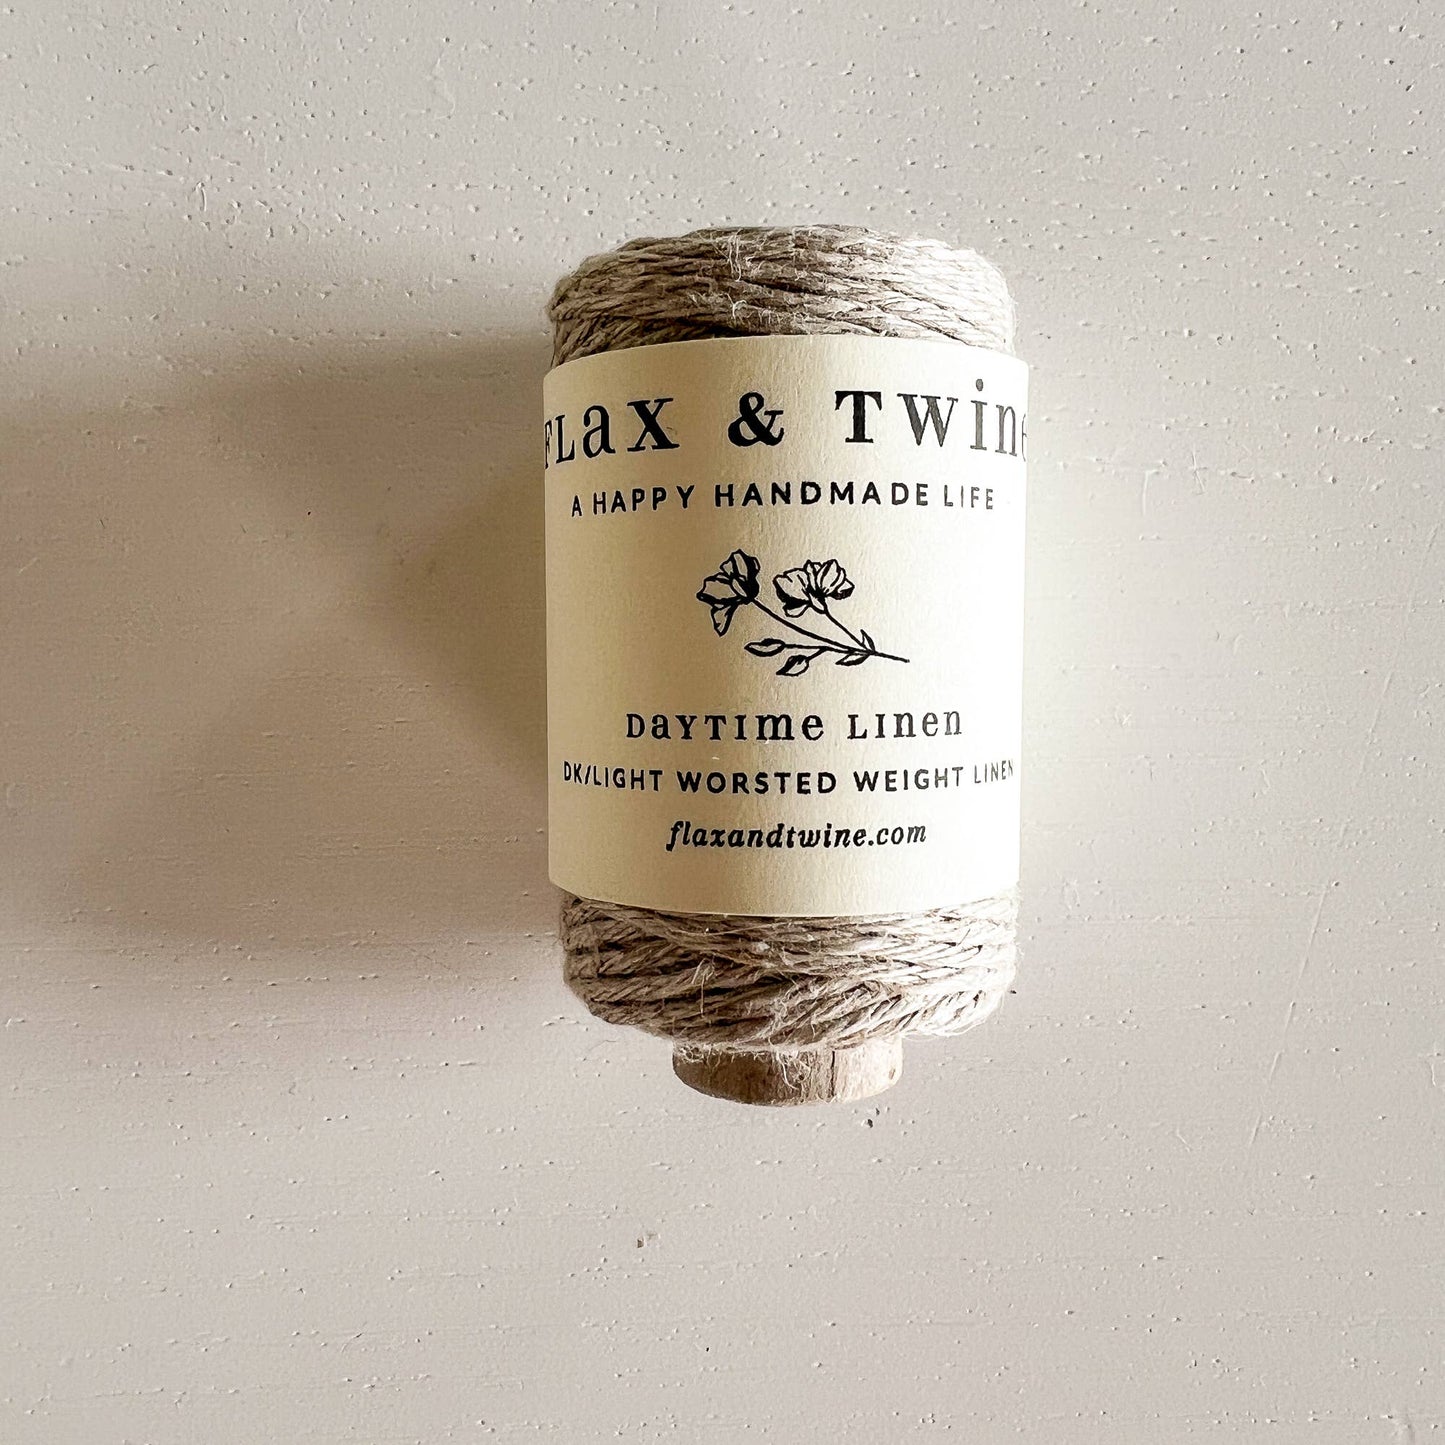 FLax & TWine
A HAPPY HANDMADE LIFE
DaYTIme LInen
DK/LIGHT WORSTED WEIGHT LINEN
flaxandtwine.com